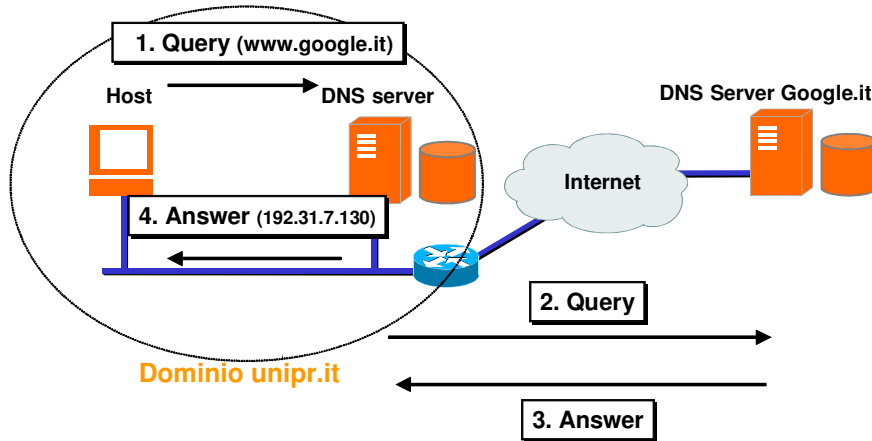 1. Query (www.google.it)
Host
DNS server
DNS Server Google.it
Internet
4. Answer (192.31.7.130)
2. Query
Dominio unipr.it
3. Answer